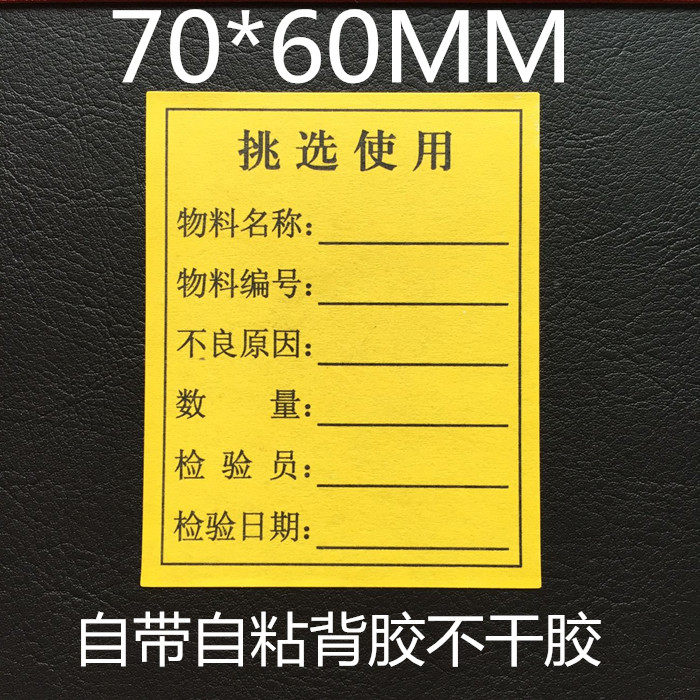 70*60MM
挑选使用
物料名称：
物料编号：
不良原因：
数 量：
检 验 员：
检验日期：
自带自粘背胶不干胶